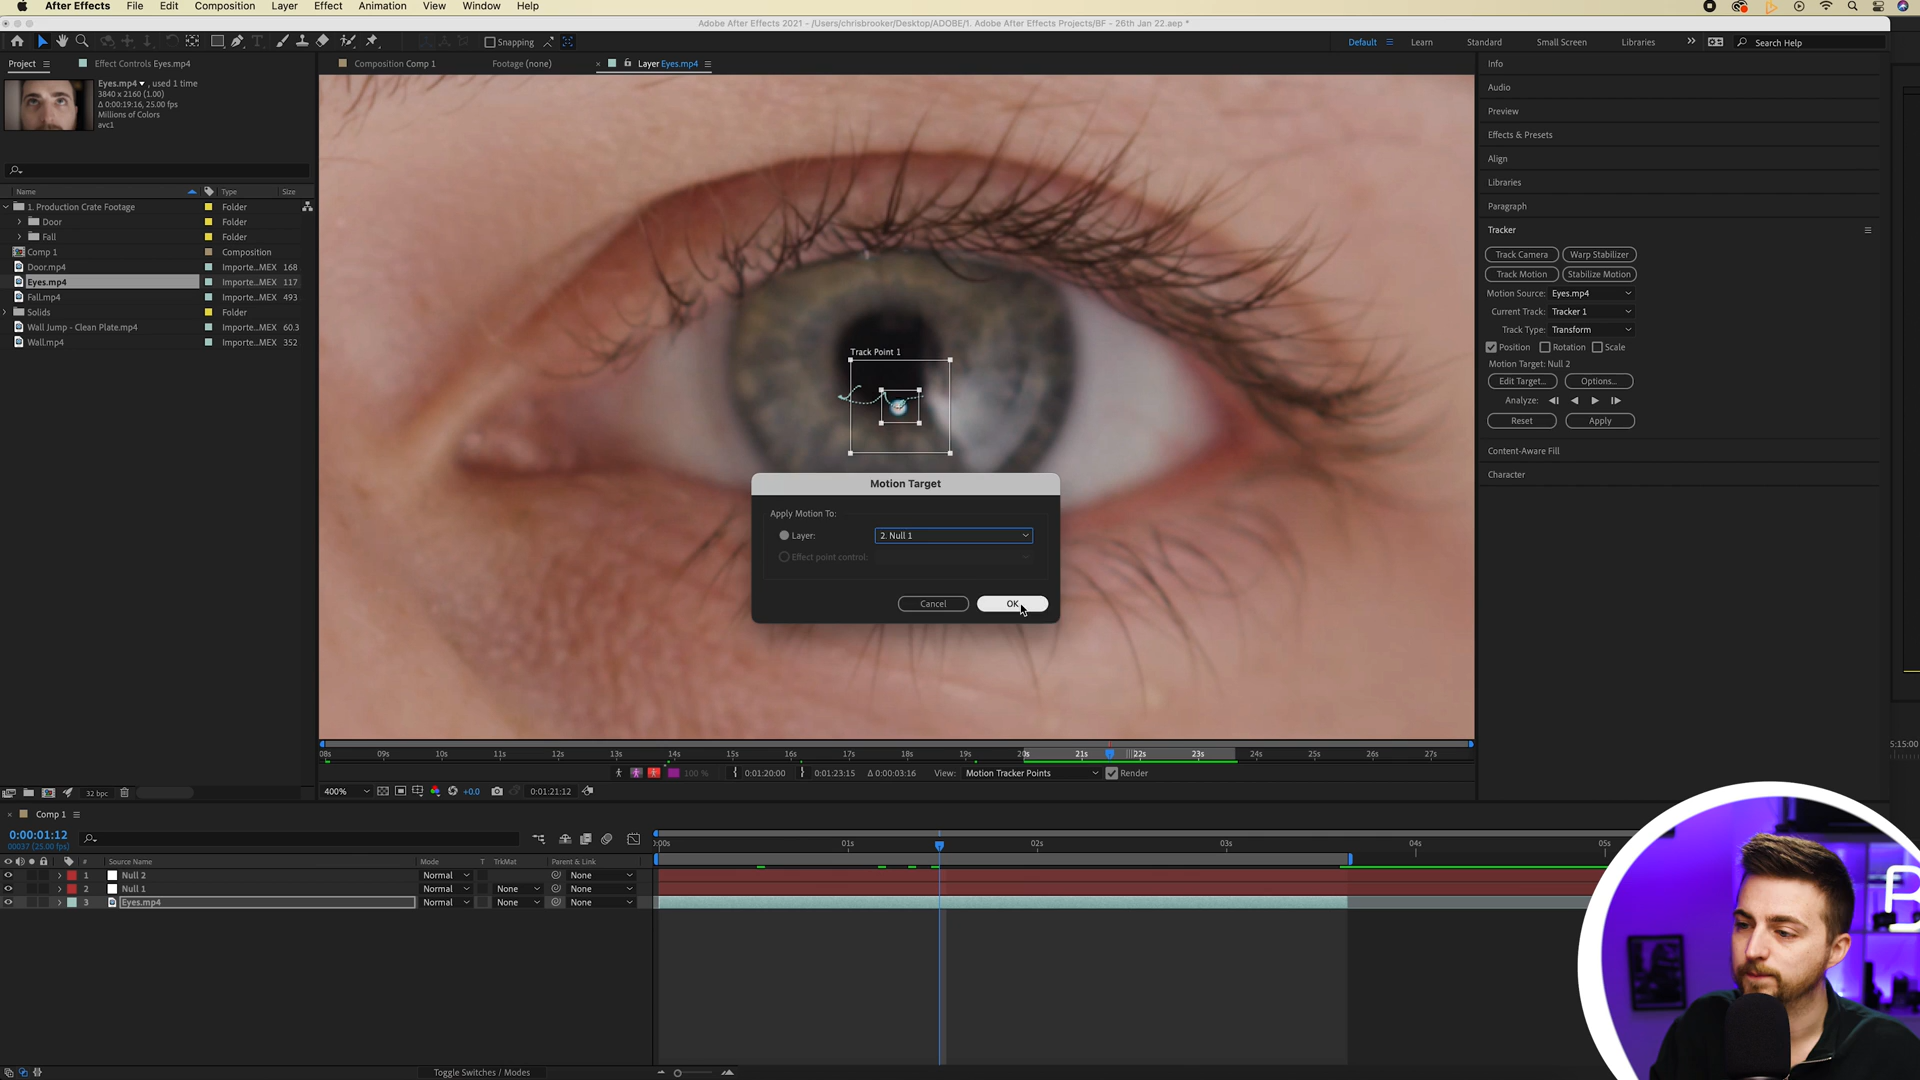 After Effects File Edit Composition Layer Effect Animation View Window Help
Adobe After Effects 2021 - /Users/chrisbrooker/Desktop/ADOBE/1. Adobe After Effects Projects/BF - 26th Jan 22.aep *
Snapping
Default Learn Standard Small Screen Libraries Search Help
Project Effect Controls Eyes.mp4
Composition Comp 1 Footage (none) Layer Eyes.mp4
Eyes.mp4 , used 1 time
3840 x 2160 (1.00)
Δ 0:00:19:16, 25.00 fps
Millions of Colors
avc1
Name Type Size
1. Production Crate Footage Folder
Door Folder
Fall Folder
Comp 1 Composition
Door.mp4 Importe...MEX 168
Eyes.mp4 Importe...MEX 117
Fall.mp4 Importe...MEX 493
Solids Folder
Wall Jump - Clean Plate.mp4 Importe...MEX 60.3
Wall.mp4 Importe...MEX 352
32 bpc
Track Point 1
Motion Target
Apply Motion To:
Layer: 2. Null 1
Effect point control:
Cancel OK
08s 09s 10s 11s 12s 13s 14s 15s 16s 17s 18s 19s 20s 21s 22s 23s 24s 25s 26s 27s
100 % 0:01:20:00 0:01:23:15 Δ 0:00:03:16 View: Motion Tracker Points Render
400% +0.0 0:01:21:12
Info
Audio
Preview
Effects & Presets
Align
Libraries
Paragraph
Tracker
Track Camera Warp Stabilizer
Track Motion Stabilize Motion
Motion Source: Eyes.mp4
Current Track: Tracker 1
Track Type: Transform
Position Rotation Scale
Motion Target: Null 2
Edit Target... Options...
Analyze:
Reset Apply
Content-Aware Fill
Character
5:15:00
Comp 1
0:00:01:12
00037 (25.00 fps)
# Source Name Mode T TrkMat Parent & Link
1 Null 2 Normal None
2 Null 1 Normal None None
3 Eyes.mp4 Normal None None
:00s 01s 02s 03s 04s 05s
Toggle Switches / Modes